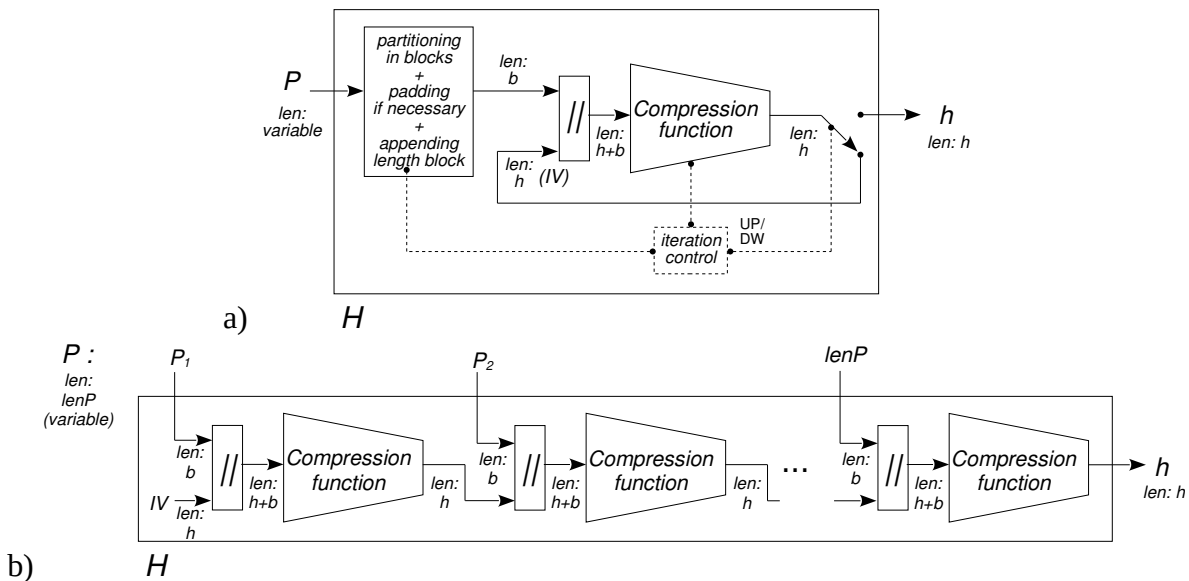 partitioning
in blocks
+
padding
if necessary
+
appending
length block
P
len:
variable
len:
b
//
len:
h (IV)
len:
h+b
Compression
function
len:
h
h
len: h
UP/
DW
iteration
control
a) H
P :
len:
lenP
(variable)
P1
P2
lenP
len:
b
IV
len:
h
//
len:
h+b
Compression
function
len:
h
len:
b
//
len:
h+b
Compression
function
len:
h
...
len:
b
//
len:
h+b
Compression
function
h
len: h
b) H